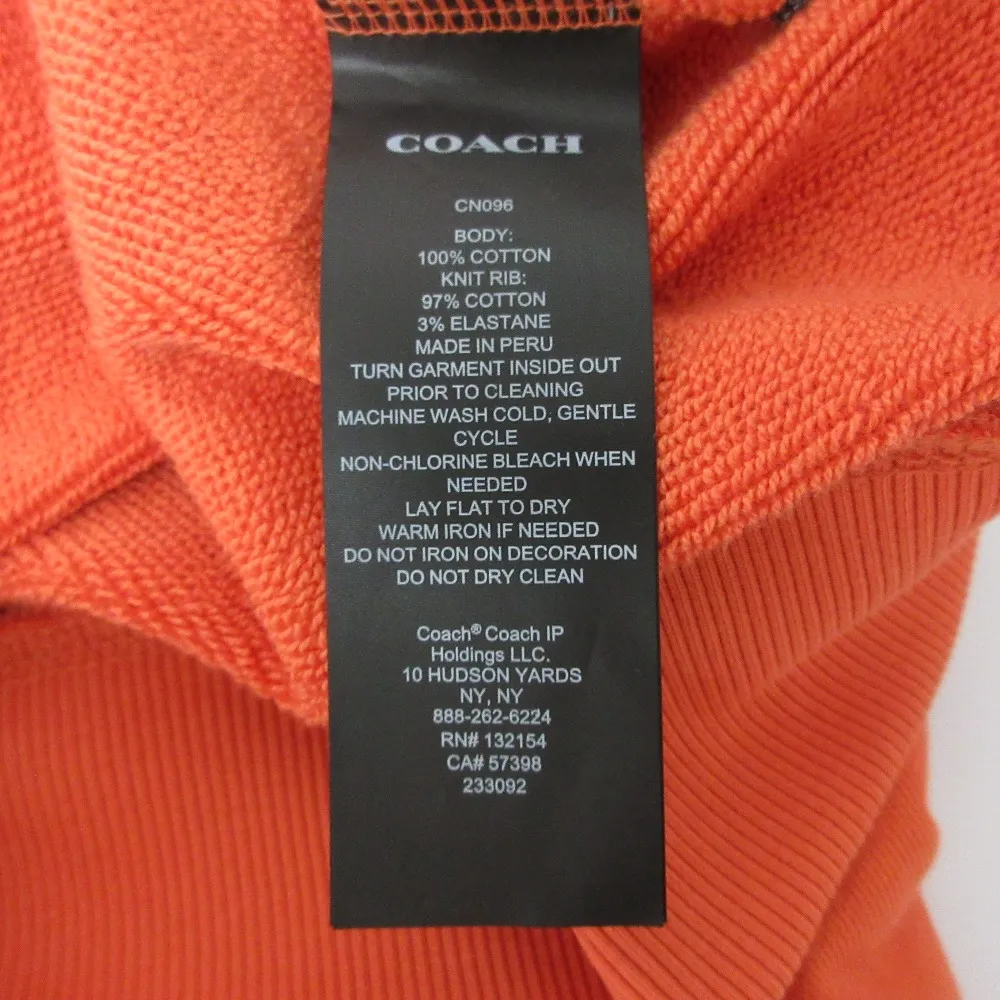 COACH
CN096
BODY:
100% COTTON
KNIT RIB:
97% COTTON
3% ELASTANE
MADE IN PERU
TURN GARMENT INSIDE OUT
PRIOR TO CLEANING
MACHINE WASH COLD, GENTLE
CYCLE
NON-CHLORINE BLEACH WHEN
NEEDED
LAY FLAT TO DRY
WARM IRON IF NEEDED
DO NOT IRON ON DECORATION
DO NOT DRY CLEAN
Coach® Coach IP
Holdings LLC.
10 HUDSON YARDS
NY, NY
888-262-6224
RN# 132154
CA# 57398
233092